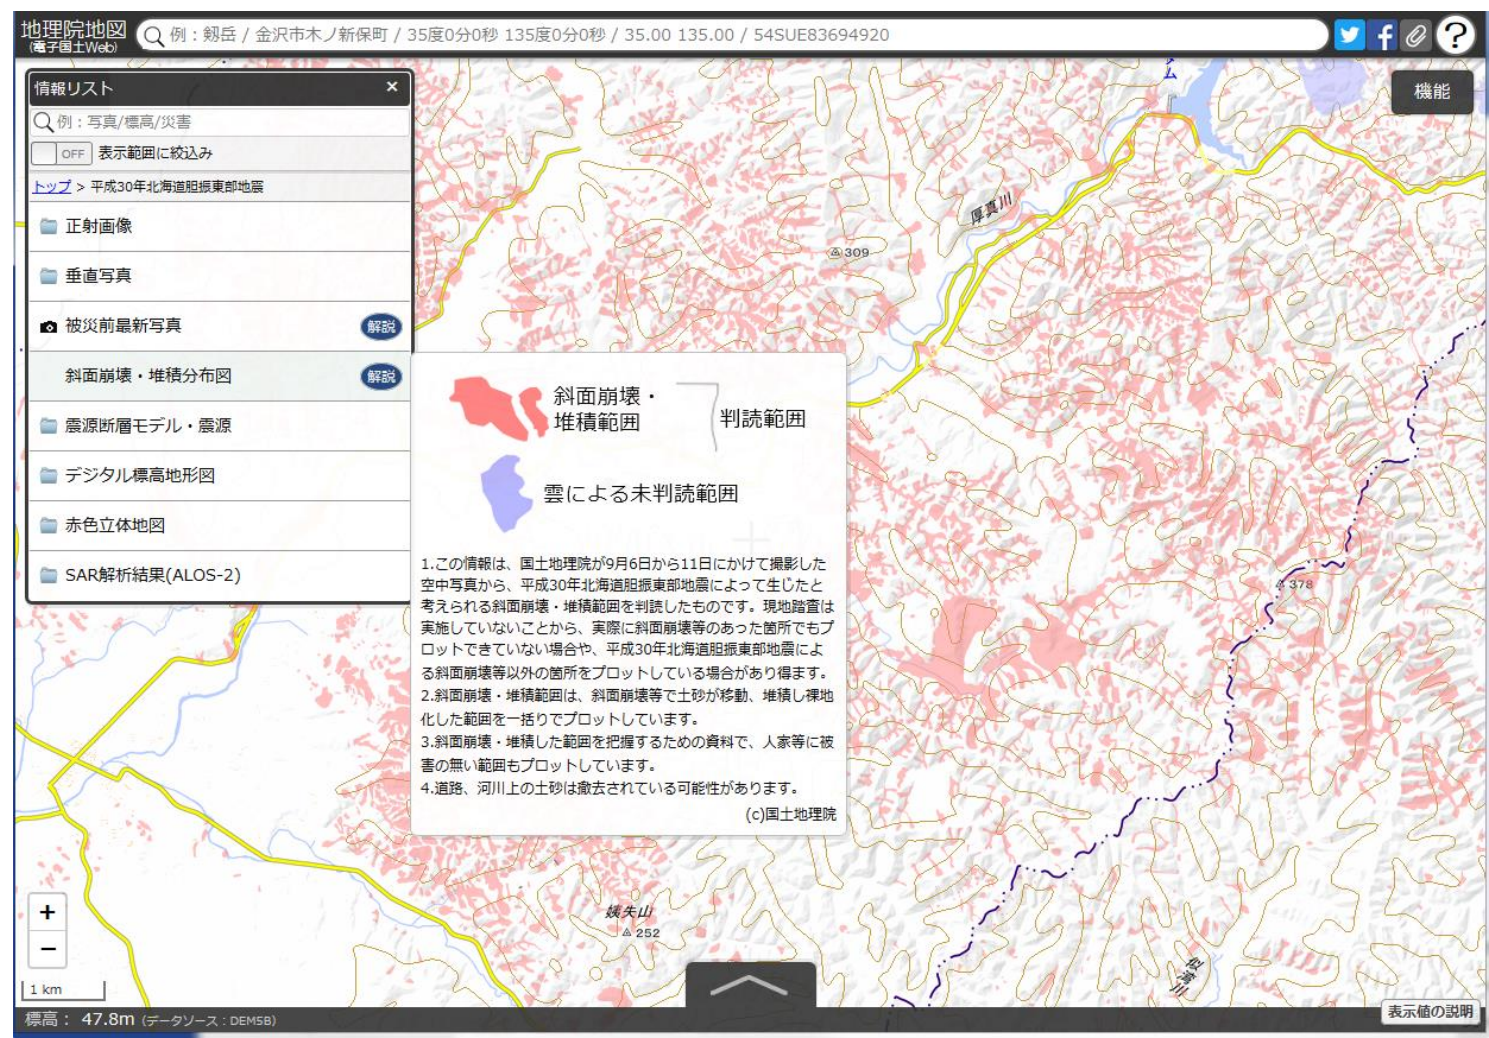 地理院地図
(電子国土Web)
例：剱岳 / 金沢市木ノ新保町 / 35度0分0秒 135度0分0秒 / 35.00 135.00 / 54SUE83694920
機能
情報リスト ×
例：写真/標高/災害
OFF 表示範囲に絞込み
トップ > 平成30年北海道胆振東部地震
正射画像
垂直写真
被災前最新写真 解説
斜面崩壊・堆積分布図 解説
震源断層モデル・震源
デジタル標高地形図
赤色立体地図
SAR解析結果(ALOS-2)
斜面崩壊・
堆積範囲
判読範囲
雲による未判読範囲
1.この情報は、国土地理院が9月6日から11日にかけて撮影した
空中写真から、平成30年北海道胆振東部地震によって生じたと
考えられる斜面崩壊・堆積範囲を判読したものです。現地踏査は
実施していないことから、実際に斜面崩壊等のあった箇所でもプ
ロットできていない場合や、平成30年北海道胆振東部地震によ
る斜面崩壊等以外の箇所をプロットしている場合があり得ます。
2.斜面崩壊・堆積範囲は、斜面崩壊等で土砂が移動、堆積し裸地
化した範囲を一括りでプロットしています。
3.斜面崩壊・堆積した範囲を把握するための資料で、人家等に被
害の無い範囲もプロットしています。
4.道路、河川上の土砂は撤去されている可能性があります。
(c)国土地理院
ム
厚真川
309
378
姨失山
252
似湾川
+
−
1 km
標高： 47.8m (データソース：DEM5B)
表示値の説明